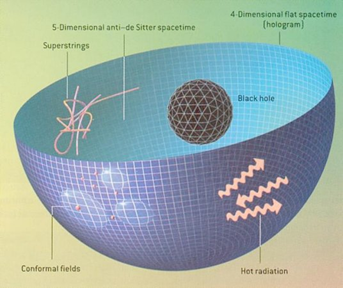 5-Dimensional anti-de Sitter spacetime
4-Dimensional flat spacetime
(hologram)
Superstrings
Black hole
Conformal fields
Hot radiation